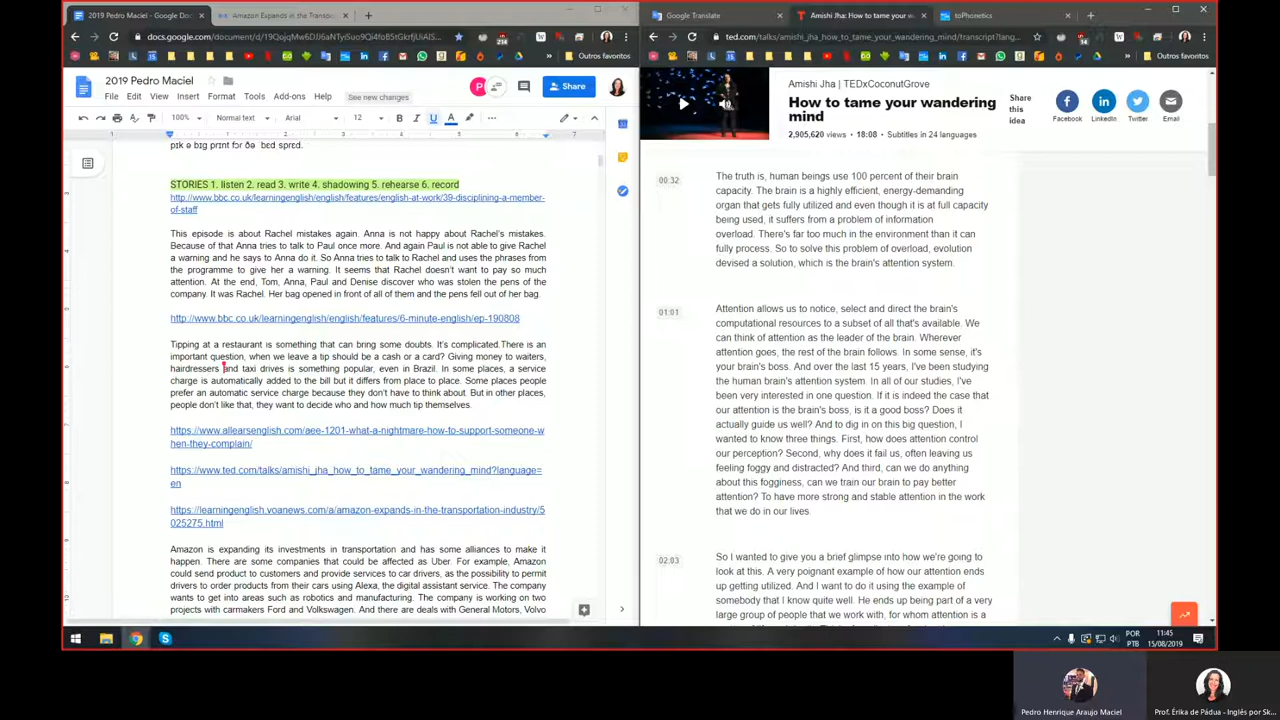 2019 Pedro Maciel - Google Doc
Amazon Expands in the Transpo
docs.google.com/document/d/
2019 Pedro Maciel
File Edit View Insert Format Tools Add-ons Help See new changes
Share
100% Normal text Arial 12
Outros favoritos
pɪk ə bɪg prɪnt fɔr ðə bɛd sprɛd.
STORIES 1. listen 2. read 3. write 4. shadowing 5. rehearse 6. record
http://www.bbc.co.uk/learningenglish/english/features/english-at-work/39-disciplining-a-member-
of-staff
This episode is about Rachel mistakes again. Anna is not happy about Rachel's mistakes.
Because of that Anna tries to talk to Paul once more. And again Paul is not able to give Rachel
a warning and he says to Anna do it. So Anna tries to talk to Rachel and uses the phrases from
the programme to give her a warning. It seems that Rachel doesn't want to pay so much
attention. At the end, Tom, Anna, Paul and Denise discover who was stolen the pens of the
company. It was Rachel. Her bag opened in front of all of them and the pens fell out of her bag.
http://www.bbc.co.uk/learningenglish/english/features/6-minute-english/ep-190808
Tipping at a restaurant is something that can bring some doubts. It's complicated.There is an
important question, when we leave a tip should be a cash or a card? Giving money to waiters,
hairdressers and taxi drives is something popular, even in Brazil. In some places, a service
charge is automatically added to the bill but it differs from place to place. Some places people
prefer an automatic service charge because they don't have to think about. But in other places,
people don't like that, they want to decide who and how much tip themselves.
https://www.allearsenglish.com/aee-1201-what-a-nightmare-how-to-support-someone-w
hen-they-complain/
https://www.ted.com/talks/amishi_jha_how_to_tame_your_wandering_mind?language=
en
https://learningenglish.voanews.com/a/amazon-expands-in-the-transportation-industry/5
025275.html
Amazon is expanding its investments in transportation and has some alliances to make it
happen. There are some companies that could be affected as Uber. For example, Amazon
could send product to customers and provide services to car drivers, as the possibility to permit
drivers to order products from their cars using Alexa, the digital assistant service. The company
wants to get into areas such as robotics and manufacturing. The company is working on two
projects with carmakers Ford and Volkswagen. And there are deals with General Motors, Volvo
Google Translate
Amishi Jha: How to tame your wa
toPhonetics
ted.com/talks/amishi_jha_how_to_tame_your_wandering_mind/transcript?lang
Outros favoritos
Amishi Jha | TEDxCoconutGrove
How to tame your wandering
mind
2,905,620 views • 18:08 • Subtitles in 24 languages
Share
this
idea
Facebook LinkedIn Twitter Email
00:32
The truth is, human beings use 100 percent of their brain
capacity. The brain is a highly efficient, energy-demanding
organ that gets fully utilized and even though it is at full capacity
being used, it suffers from a problem of information
overload. There's far too much in the environment than it can
fully process. So to solve this problem of overload, evolution
devised a solution, which is the brain's attention system.
01:01
Attention allows us to notice, select and direct the brain's
computational resources to a subset of all that's available. We
can think of attention as the leader of the brain. Wherever
attention goes, the rest of the brain follows. In some sense, it's
your brain's boss. And over the last 15 years, I've been studying
the human brain's attention system. In all of our studies, I've
been very interested in one question. If it is indeed the case that
our attention is the brain's boss, is it a good boss? Does it
actually guide us well? And to dig in on this big question, I
wanted to know three things. First, how does attention control
our perception? Second, why does it fail us, often leaving us
feeling foggy and distracted? And third, can we do anything
about this fogginess, can we train our brain to pay better
attention? To have more strong and stable attention in the work
that we do in our lives.
02:03
So I wanted to give you a brief glimpse into how we're going to
look at this. A very poignant example of how our attention ends
up getting utilized. And I want to do it using the example of
somebody that I know quite well. He ends up being part of a very
large group of people that we work with, for whom attention is a
POR
PTB
11:45
15/08/2019
Pedro Henrique Araujo Maciel
Prof. Érika de Pádua - Inglês por Sk...